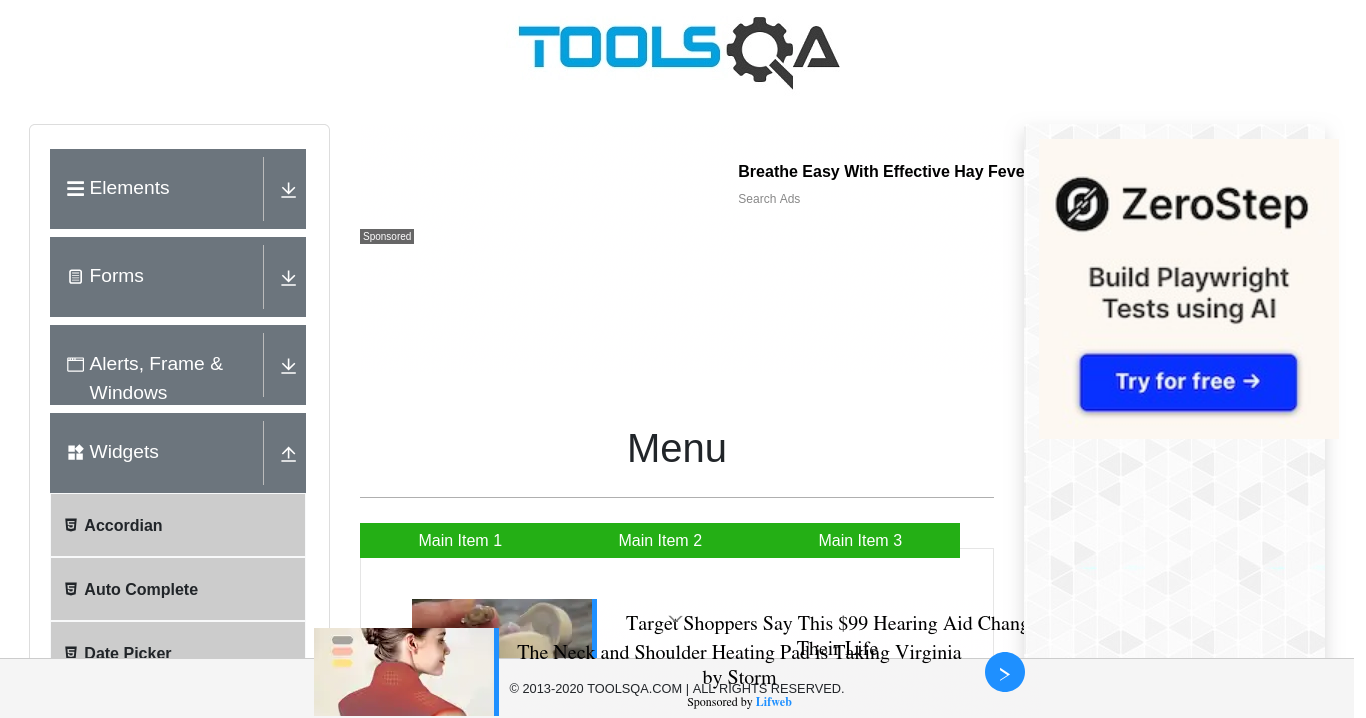 TOOLSQA
Elements
Forms
Alerts, Frame &
Windows
Widgets
Accordian
Auto Complete
Date Picker
Breathe Easy With Effective Hay Feve
Search Ads
Sponsored
Menu
Main Item 1
Main Item 2
Main Item 3
Target Shoppers Say This $99 Hearing Aid Chang
Their Life
The Neck and Shoulder Heating Pad is Taking Virginia
by Storm
Sponsored by Lifweb
© 2013-2020 TOOLSQA.COM | ALL RIGHTS RESERVED.
ZeroStep
Build Playwright
Tests using AI
Try for free →